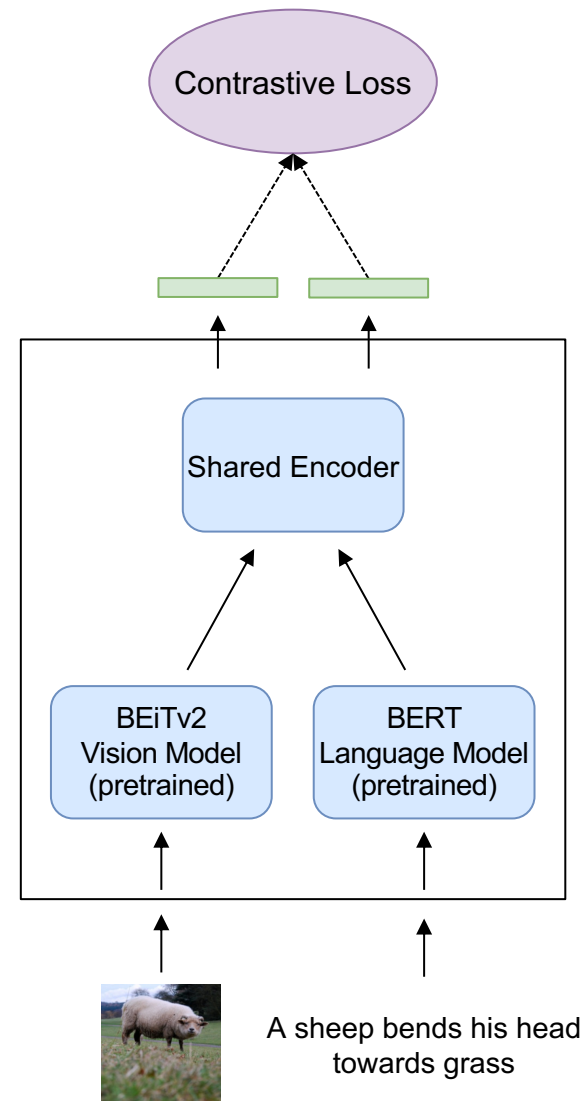 Contrastive Loss
Shared Encoder
BEiTv2
Vision Model
(pretrained)
BERT
Language Model
(pretrained)
A sheep bends his head
towards grass